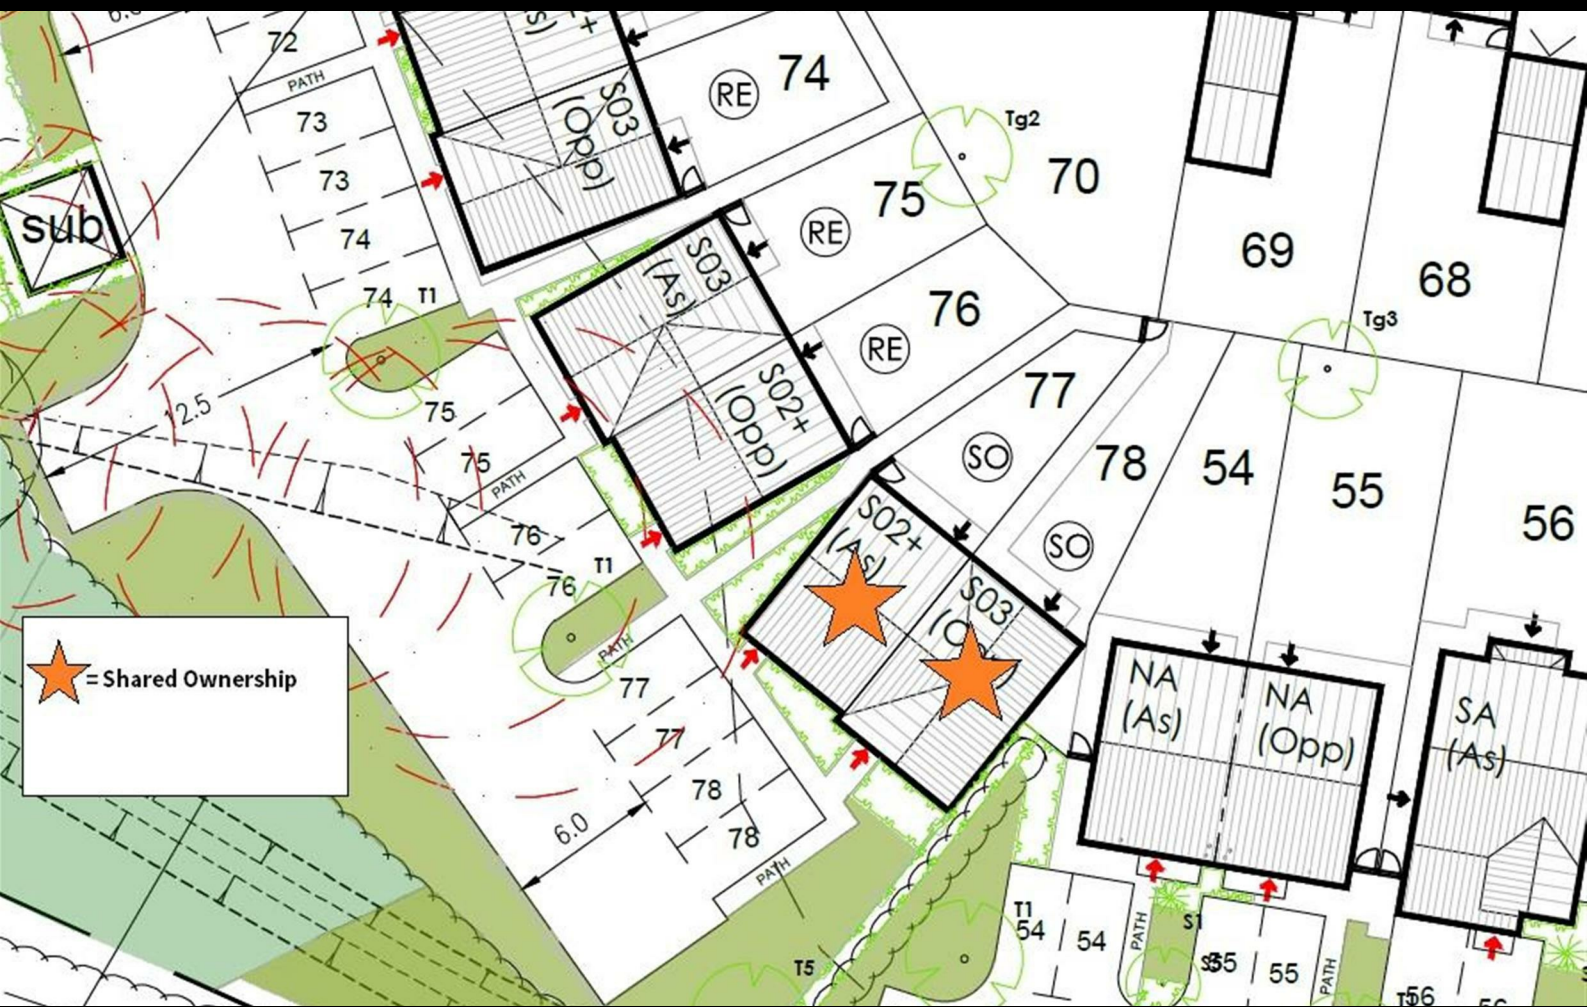 72
PATH
73
73
74
74
T1
75
75
PATH
76
76
T1
PATH
77
77
78
78
PATH
6.0
12.5
sub
S03
(Opp)
RE
74
Tg2
75
RE
70
69
68
S03
(As)
S02+
(Opp)
76
RE
Tg3
77
SO
78
SO
54
55
56
S02+
(As)
S03
NA
(As)
NA
(Opp)
SA
(As)
= Shared Ownership
T1
54
54
PATH
S1
55
55
PATH
56
T5